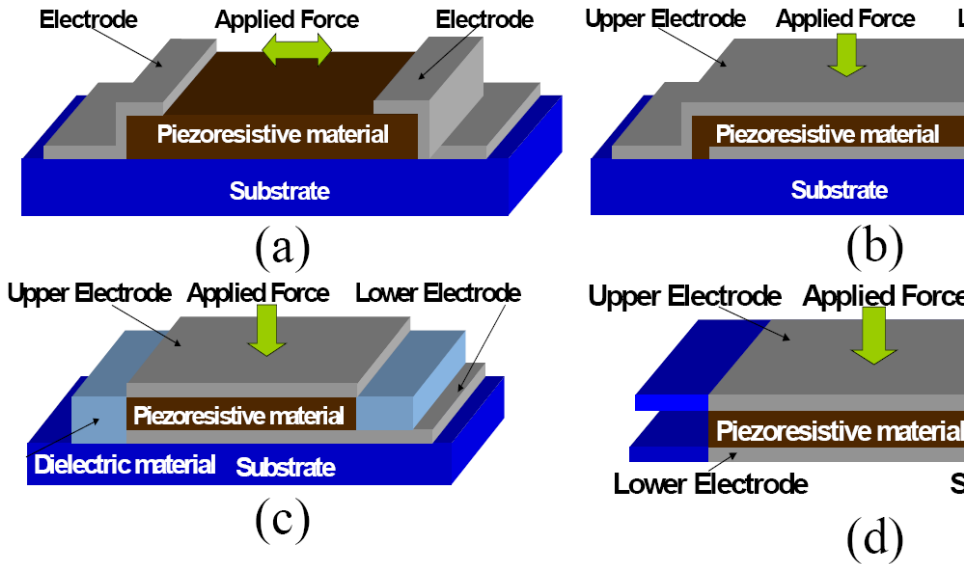 Electrode Applied Force Electrode
Piezoresistive material
Substrate
(a)
Upper Electrode Applied Force L
Piezoresistive material
Substrate
(b)
Upper Electrode Applied Force Lower Electrode
Piezoresistive material
Dielectric material Substrate
(c)
Upper Electrode Applied Force
Piezoresistive material
Lower Electrode S
(d)